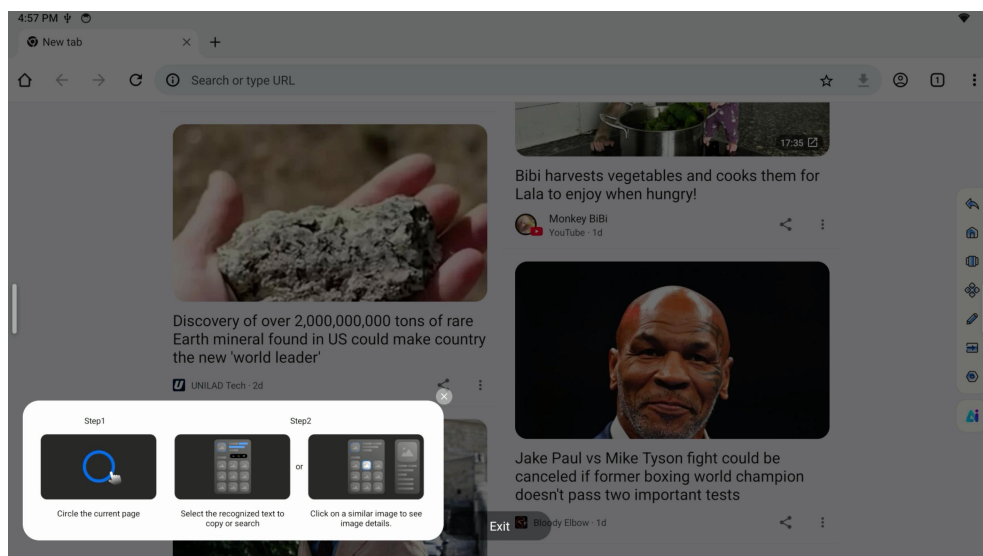 4:57 PM
New tab
Search or type URL
17:35
Bibi harvests vegetables and cooks them for
Lala to enjoy when hungry!
Monkey BiBi
YouTube · 1d
Discovery of over 2,000,000,000 tons of rare
Earth mineral found in US could make country
the new 'world leader'
UNILAD Tech · 2d
Jake Paul vs Mike Tyson fight could be
canceled if former boxing world champion
doesn't pass two important tests
Bloody Elbow · 1d
Step1
Step2
or
Circle the current page
Select the recognized text to
copy or search
Click on a similar image to see
image details.
Exit
1
Ai